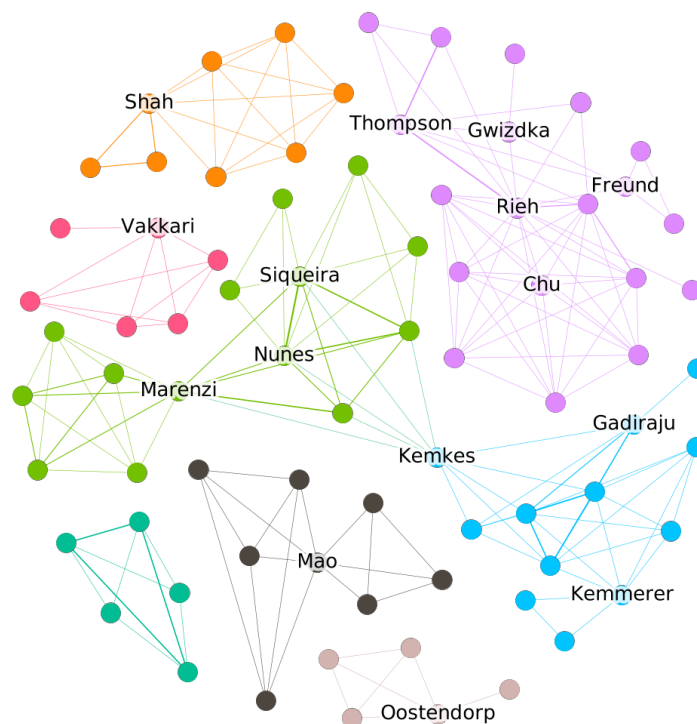 Shah
Thompson
Gwizdka
Freund
Rieh
Vakkari
Siqueira
Chu
Nunes
Marenzi
Gadiraju
Kemkes
Mao
Kemmerer
Oostendorp